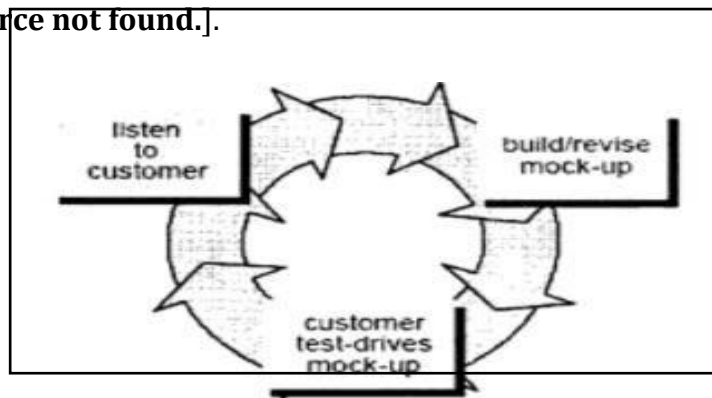 rce not found.].
listen
to
customer
build/revise
mock-up
customer
test-drives
mock-up